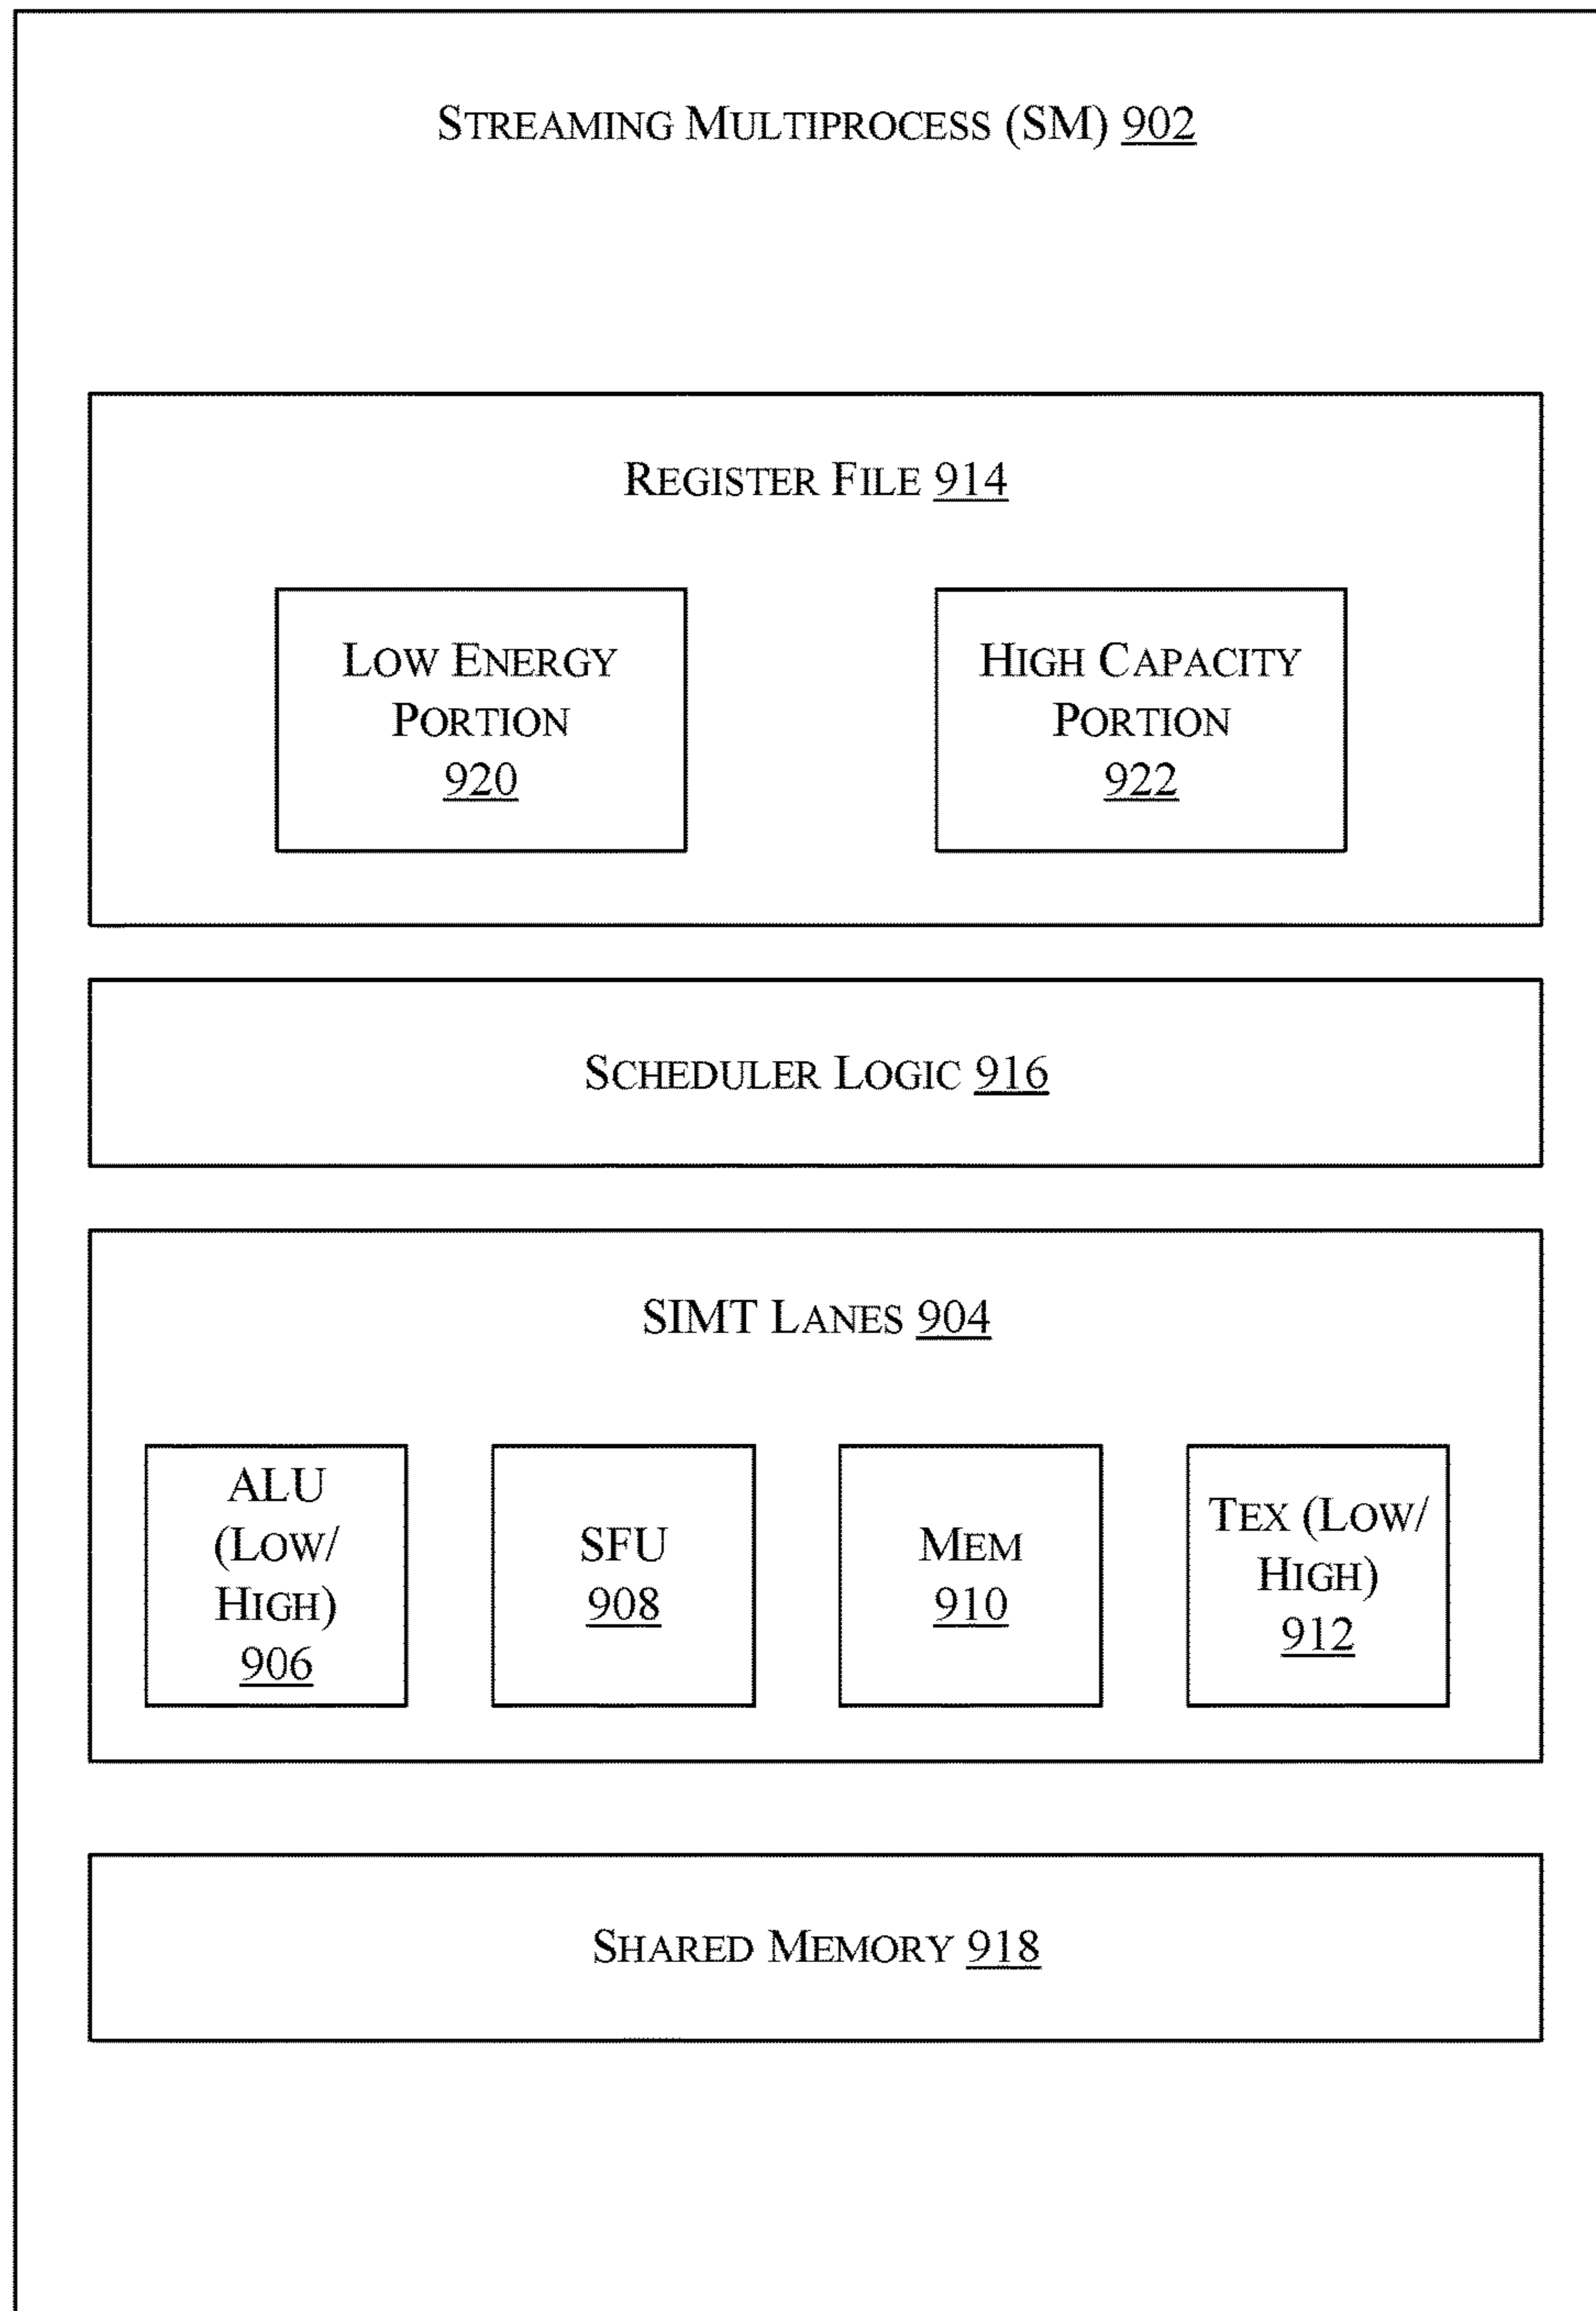 STREAMING MULTIPROCESS (SM) 902
REGISTER FILE 914
LOW ENERGY
PORTION
920
HIGH CAPACITY
PORTION
922
SCHEDULER LOGIC 916
SIMT LANES 904
ALU
(LOW/
HIGH)
906
SFU
908
MEM
910
TEX (LOW/
HIGH)
912
SHARED MEMORY 918